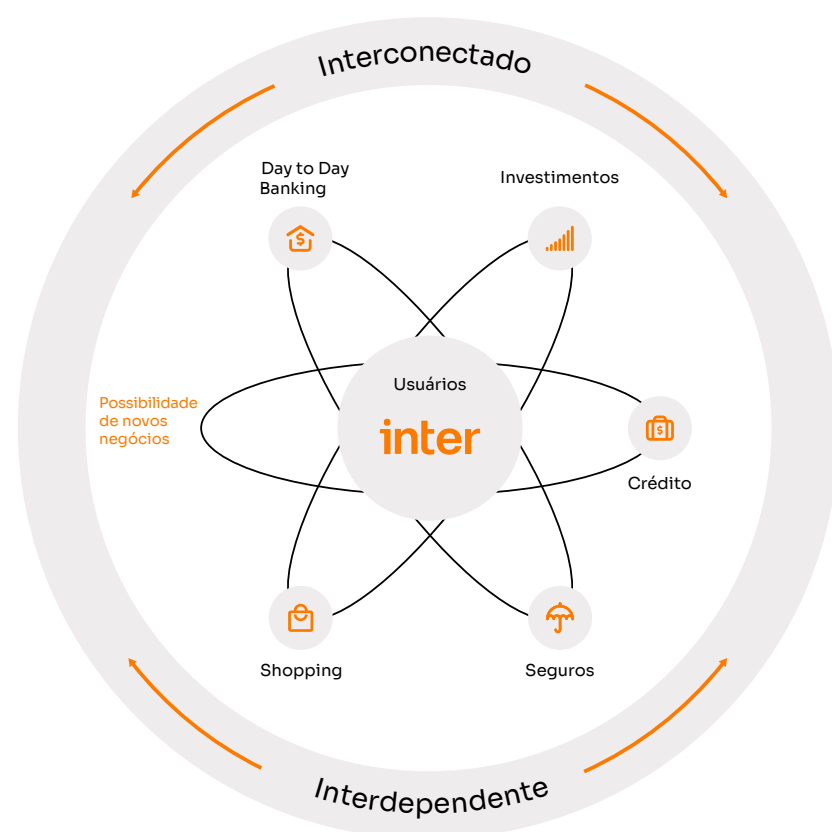 Interconectado
Day to Day
Banking
Investimentos
Usuários
inter
Possibilidade
de novos
negócios
Crédito
Shopping
Seguros
Interdependente